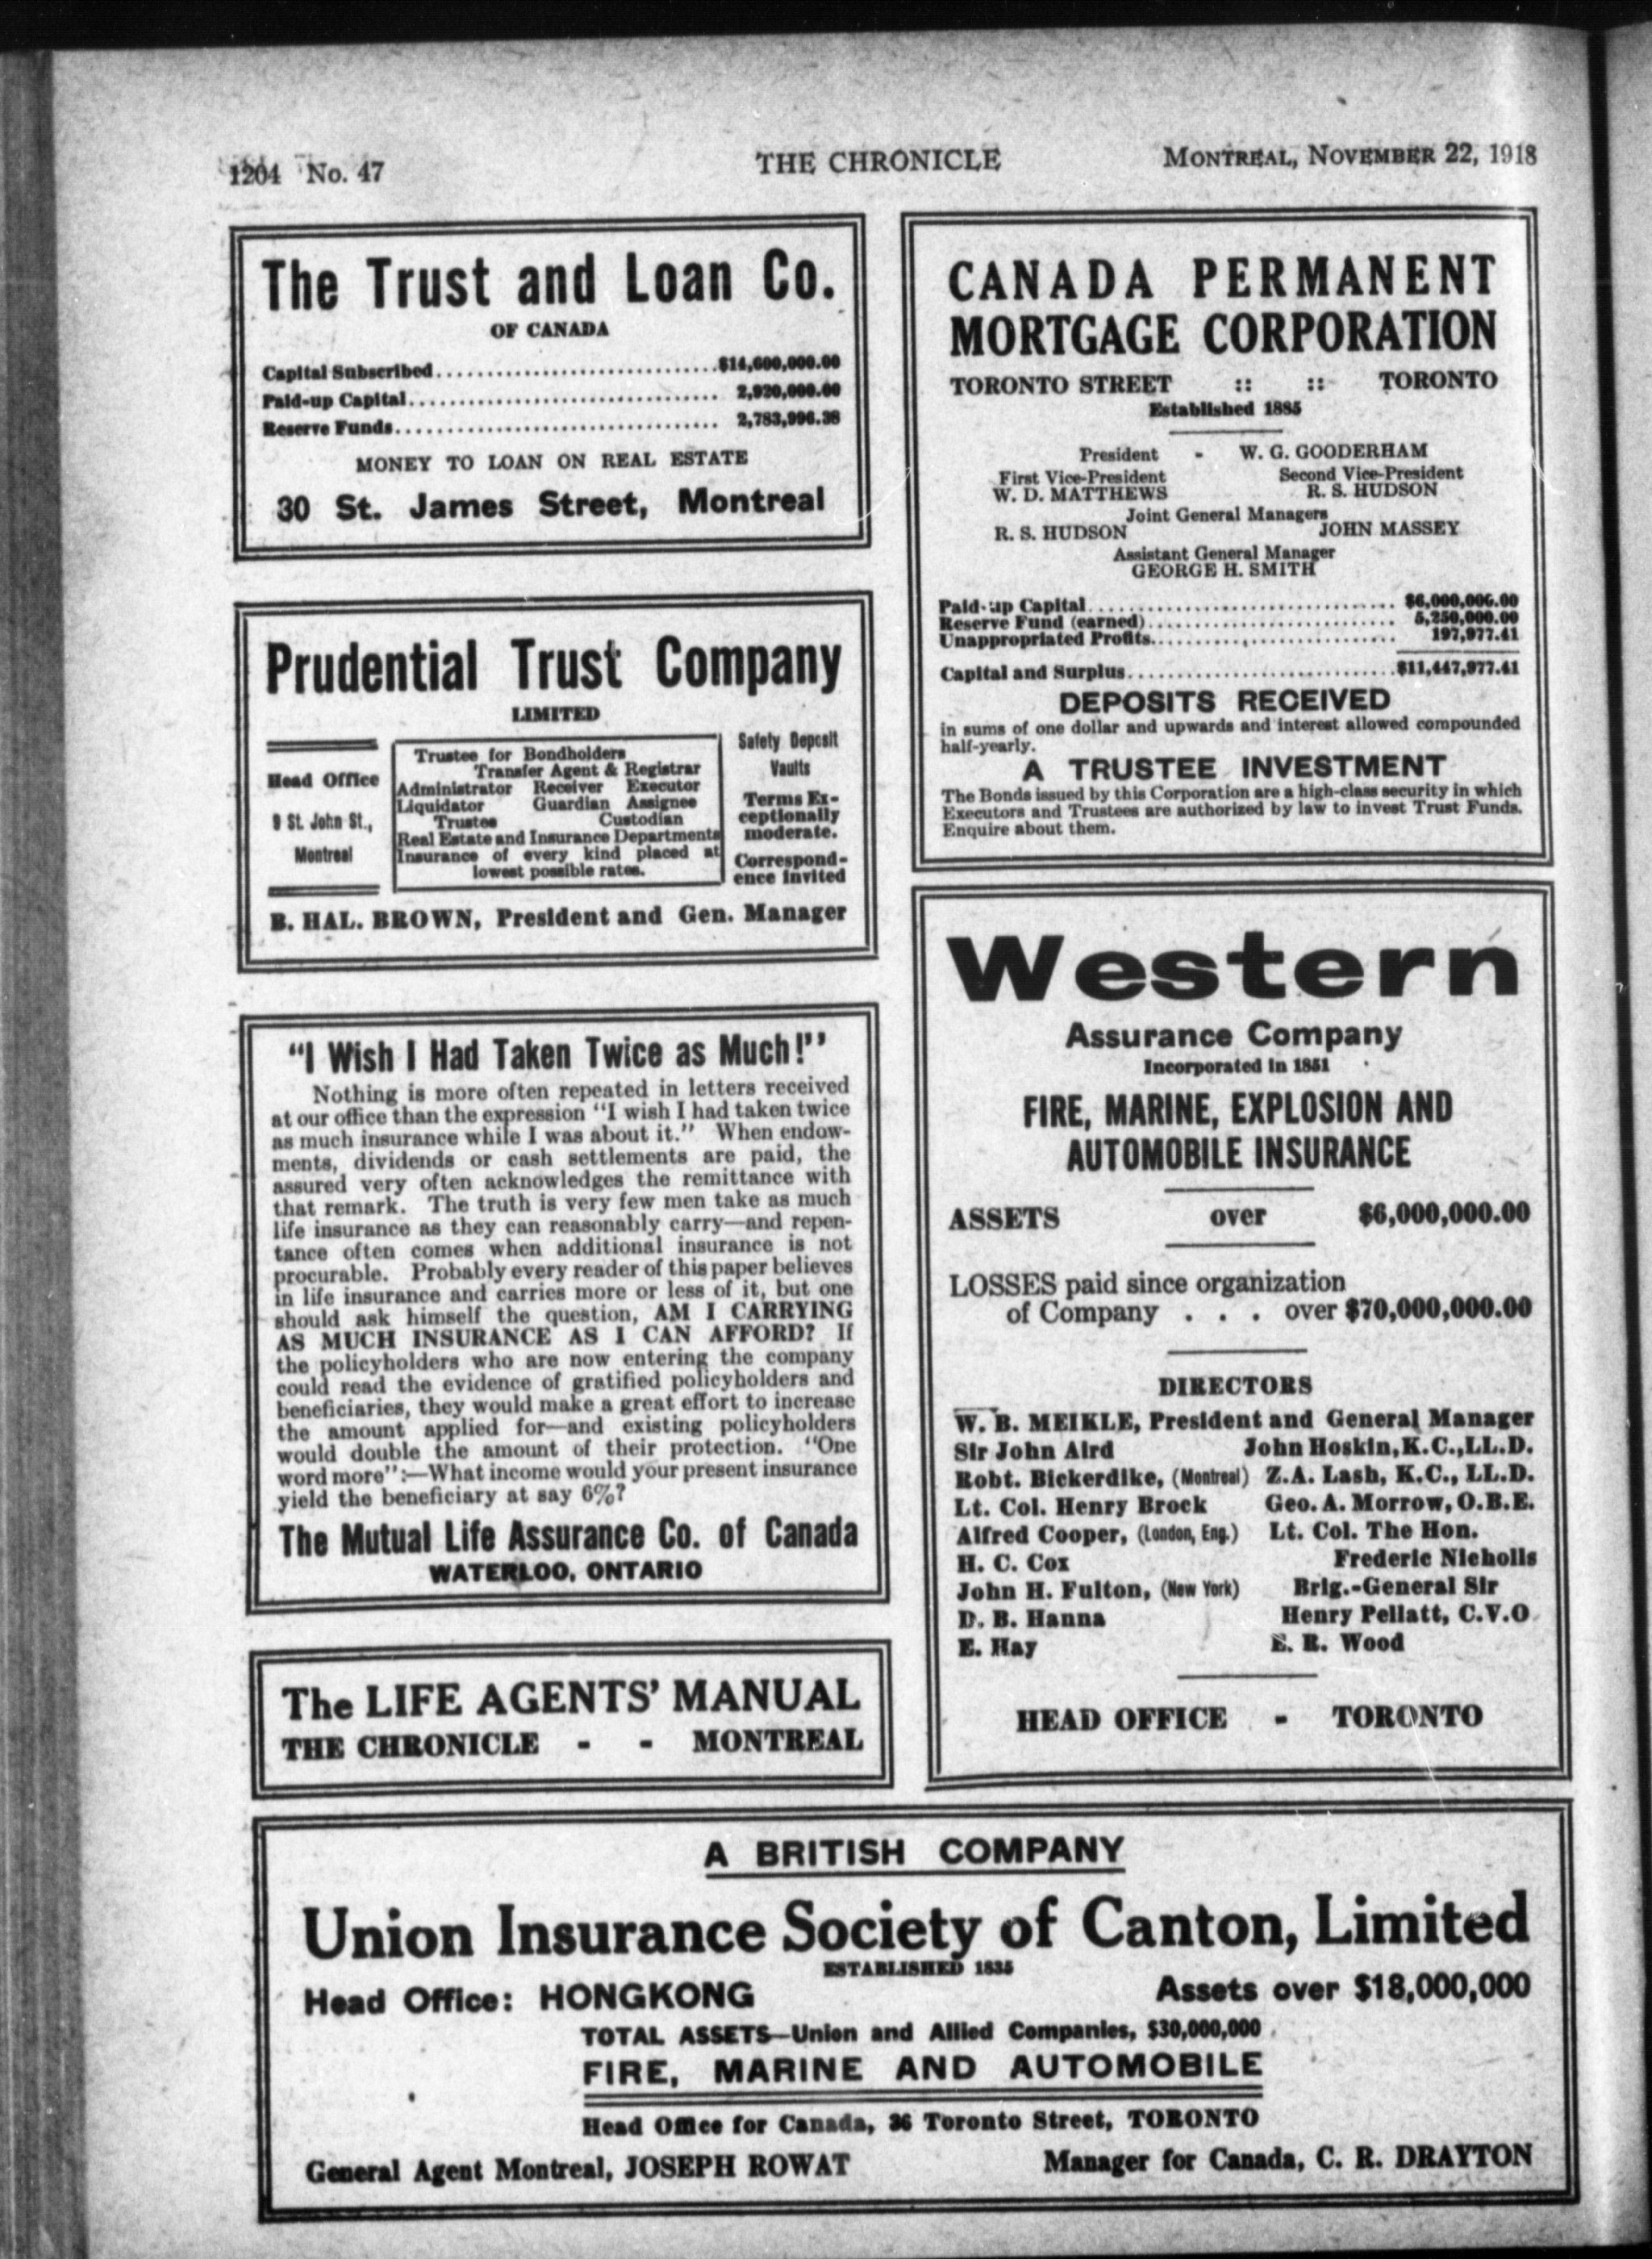 1204 No. 47
THE CHRONICLE
MONTREAL, NOVEMBER 22, 1918
The Trust and Loan Co.
OF CANADA
Capital Subscribed............................$14,600,000.00
Paid-up Capital............................... 2,920,000.00
Reserve Funds................................ 2,783,996.38
MONEY TO LOAN ON REAL ESTATE
30 St. James Street, Montreal
Prudential Trust Company
LIMITED
Head Office
9 St. John St.,
Montreal
Trustee for Bondholders
Transfer Agent & Registrar
Administrator Receiver Executor
Liquidator Guardian Assignee
Trustee Custodian
Real Estate and Insurance Departments
Insurance of every kind placed at
lowest possible rates.
Safety Deposit
Vaults
Terms Ex-
ceptionally
moderate.
Correspond-
ence invited
B. HAL. BROWN, President and Gen. Manager
"I Wish I Had Taken Twice as Much!"
Nothing is more often repeated in letters received
at our office than the expression "I wish I had taken twice
as much insurance while I was about it." When endow-
ments, dividends or cash settlements are paid, the
assured very often acknowledges the remittance with
that remark. The truth is very few men take as much
life insurance as they can reasonably carry—and repen-
tance often comes when additional insurance is not
procurable. Probably every reader of this paper believes
in life insurance and carries more or less of it, but one
should ask himself the question, AM I CARRYING
AS MUCH INSURANCE AS I CAN AFFORD? If
the policyholders who are now entering the company
could read the evidence of gratified policyholders and
beneficiaries, they would make a great effort to increase
the amount applied for—and existing policyholders
would double the amount of their protection. "One
word more":—What income would your present insurance
yield the beneficiary at say 6%?
The Mutual Life Assurance Co. of Canada
WATERLOO, ONTARIO
The LIFE AGENTS' MANUAL
THE CHRONICLE - - MONTREAL
CANADA PERMANENT
MORTGAGE CORPORATION
TORONTO STREET :: :: TORONTO
Established 1885
President - W. G. GOODERHAM
First Vice-President Second Vice-President
W. D. MATTHEWS R. S. HUDSON
Joint General Managers
R. S. HUDSON JOHN MASSEY
Assistant General Manager
GEORGE H. SMITH
Paid-up Capital................................ $6,000,000.00
Reserve Fund (earned).......................... 5,250,000.00
Unappropriated Profits......................... 197,977.41
Capital and Surplus............................$11,447,977.41
DEPOSITS RECEIVED
in sums of one dollar and upwards and interest allowed compounded
half-yearly.
A TRUSTEE INVESTMENT
The Bonds issued by this Corporation are a high-class security in which
Executors and Trustees are authorized by law to invest Trust Funds.
Enquire about them.
Western
Assurance Company
Incorporated in 1851
FIRE, MARINE, EXPLOSION AND
AUTOMOBILE INSURANCE
ASSETS over $6,000,000.00
LOSSES paid since organization
of Company . . . over $70,000,000.00
DIRECTORS
W. B. MEIKLE, President and General Manager
Sir John Aird John Hoskin, K.C., LL.D.
Robt. Bickerdike, (Montreal) Z.A. Lash, K.C., LL.D.
Lt. Col. Henry Brock Geo. A. Morrow, O.B.E.
Alfred Cooper, (London, Eng.) Lt. Col. The Hon.
H. C. Cox Frederic Nicholls
John H. Fulton, (New York) Brig.-General Sir
D. B. Hanna Henry Pellatt, C.V.O.
E. Hay E. R. Wood
HEAD OFFICE - TORONTO
A BRITISH COMPANY
Union Insurance Society of Canton, Limited
ESTABLISHED 1835
Head Office: HONGKONG Assets over $18,000,000
TOTAL ASSETS—Union and Allied Companies, $30,000,000
FIRE, MARINE AND AUTOMOBILE
Head Office for Canada, 36 Toronto Street, TORONTO
General Agent Montreal, JOSEPH ROWAT Manager for Canada, C. R. DRAYTON